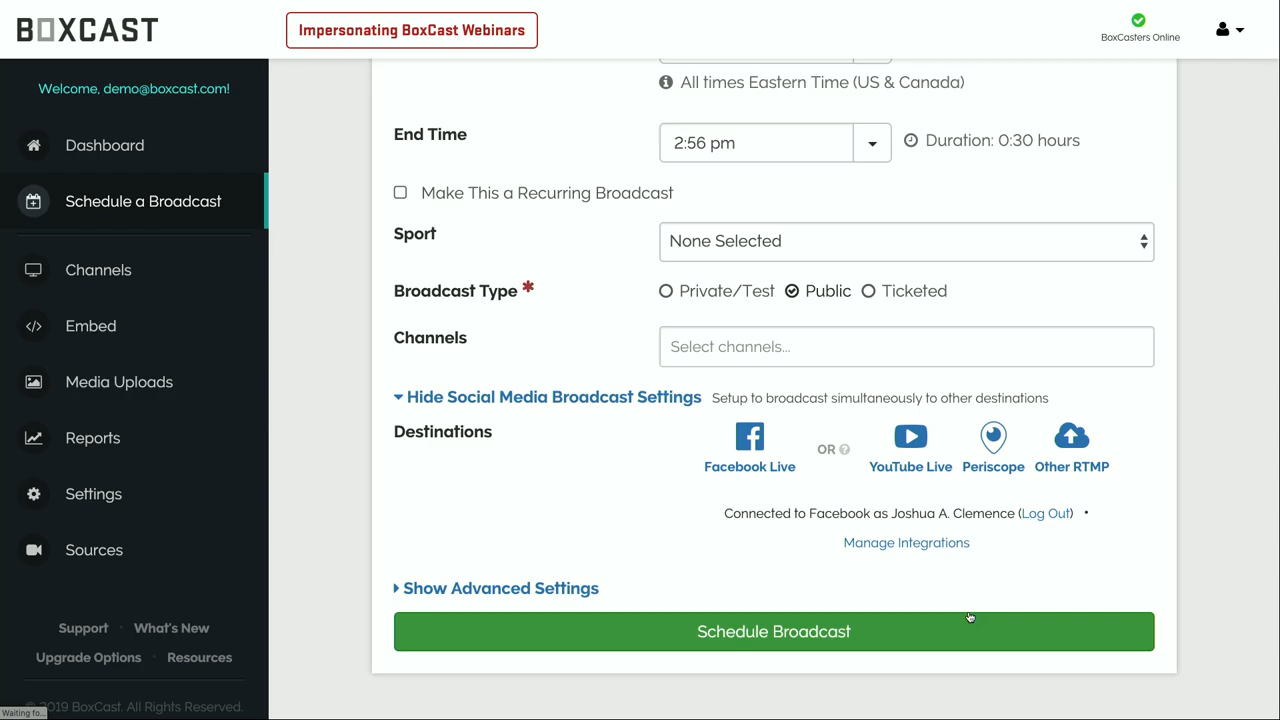 BOXCAST
Impersonating BoxCast Webinars
BoxCasters Online
Welcome, demo@boxcast.com!
Dashboard
Schedule a Broadcast
Channels
Embed
Media Uploads
Reports
Settings
Sources
Support · What's New
Upgrade Options · Resources
© 2019 BoxCast. All Rights Reserved.
Waiting fo...
All times Eastern Time (US & Canada)
End Time
2:56 pm
Duration: 0:30 hours
Make This a Recurring Broadcast
Sport
None Selected
Broadcast Type *
Private/Test Public Ticketed
Channels
Select channels...
Hide Social Media Broadcast Settings Setup to broadcast simultaneously to other destinations
Destinations
Facebook Live OR YouTube Live Periscope Other RTMP
Connected to Facebook as Joshua A. Clemence (Log Out) •
Manage Integrations
Show Advanced Settings
Schedule Broadcast